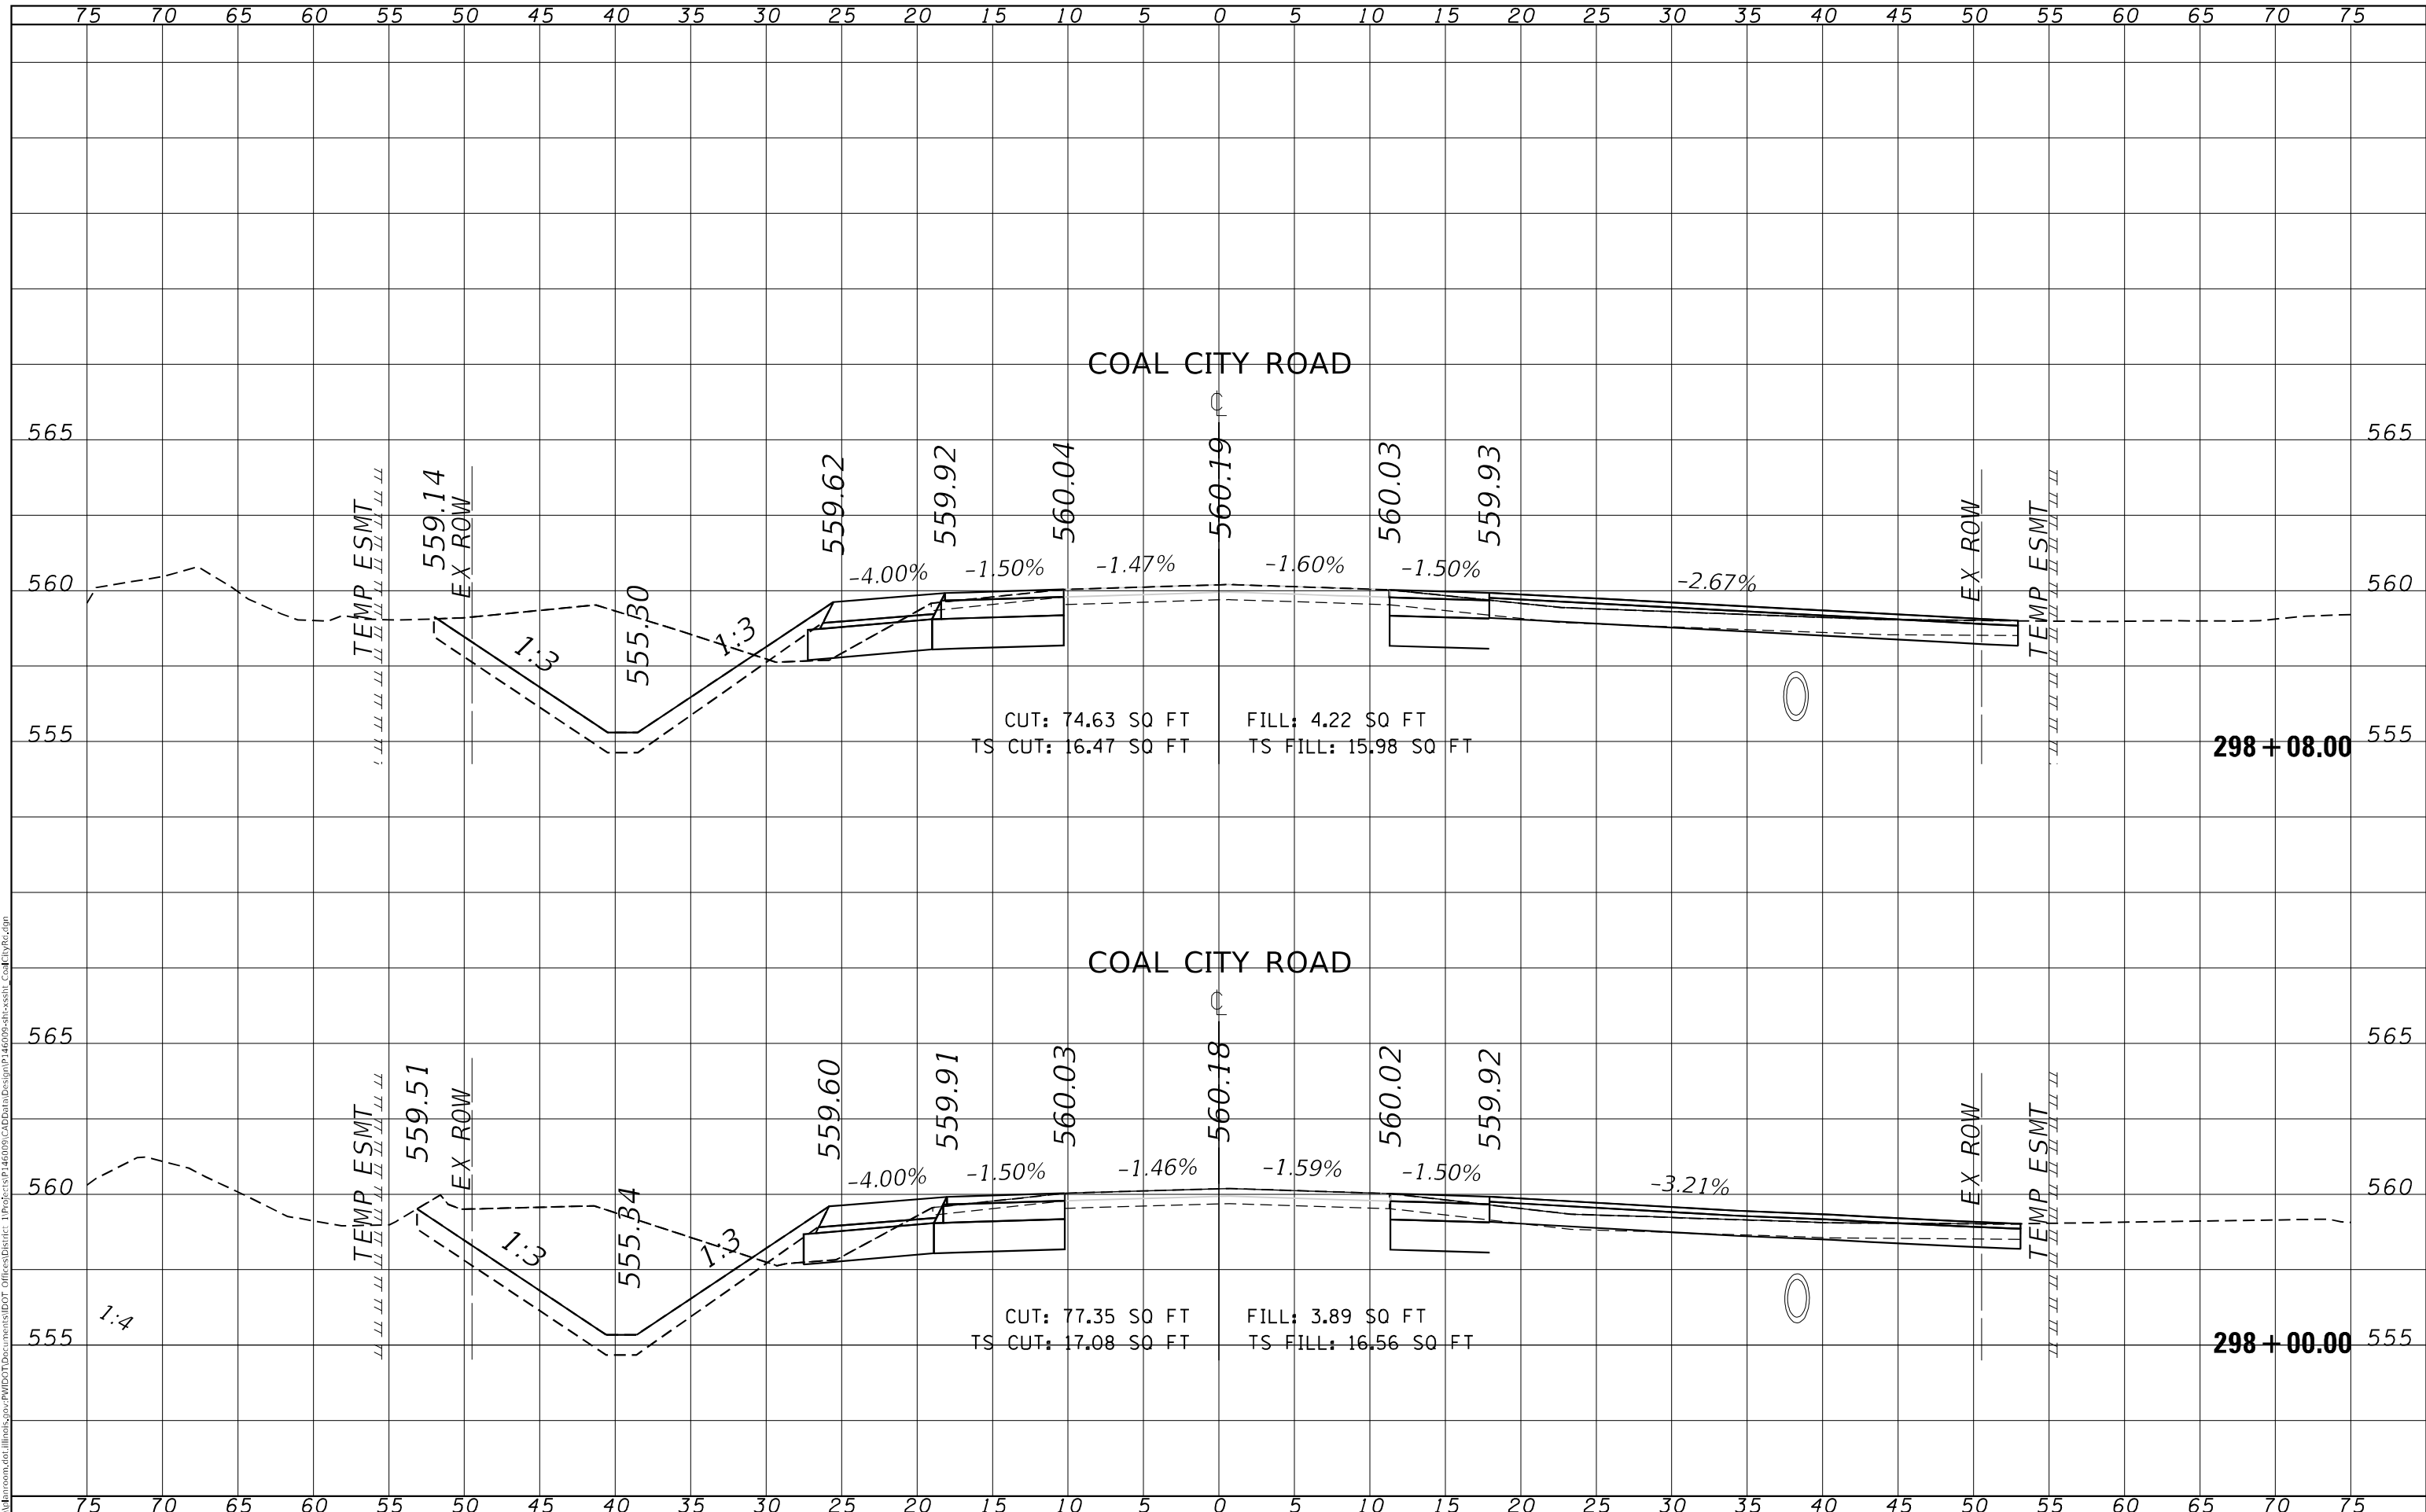 75 70 65 60 55 50 45 40 35 30 25 20 15 10 5 0 5 10 15 20 25 30 35 40 45 50 55 60 65 70 75
COAL CITY ROAD
℄
565 565
TEMP ESMT
559.14
EX ROW
555.30
559.62
559.92
560.04
560.19
560.03
559.93
EX ROW
TEMP ESMT
560 -4.00% -1.50% -1.47% -1.60% -1.50% -2.67% 560
1:3 1:3
CUT: 74.63 SQ FT FILL: 4.22 SQ FT
TS CUT: 16.47 SQ FT TS FILL: 15.98 SQ FT
555 298+08.00 555
COAL CITY ROAD
℄
565 565
TEMP ESMT
559.51
EX ROW
555.34
559.60
559.91
560.03
560.18
560.02
559.92
EX ROW
TEMP ESMT
560 -4.00% -1.50% -1.46% -1.59% -1.50% -3.21% 560
1:3 1:3
1:4
CUT: 77.35 SQ FT FILL: 3.89 SQ FT
TS CUT: 17.08 SQ FT TS FILL: 16.56 SQ FT
555 298+00.00 555
75 70 65 60 55 50 45 40 35 30 25 20 15 10 5 0 5 10 15 20 25 30 35 40 45 50 55 60 65 70 75